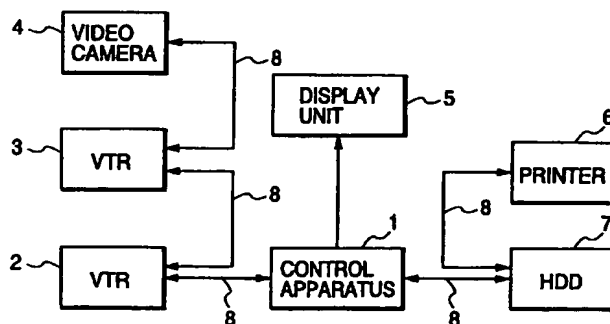 4
VIDEO
CAMERA
8
3
VTR
8
2
VTR
8
DISPLAY
UNIT
5
1
CONTROL
APPARATUS
8
6
PRINTER
8
7
HDD